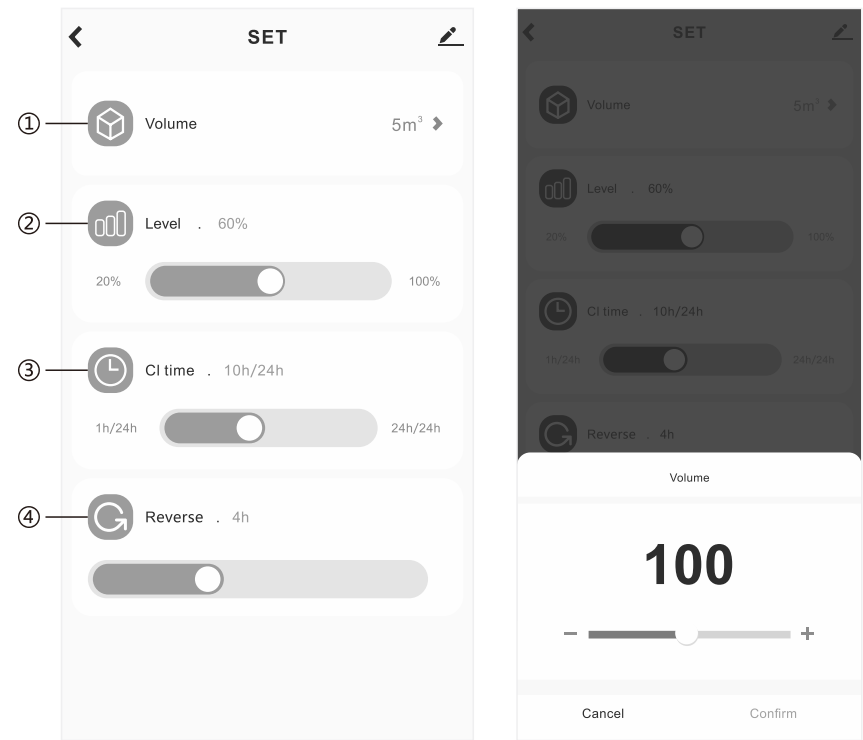 SET
① Volume 5m³
② Level . 60%
20% 100%
③ Cl time . 10h/24h
1h/24h 24h/24h
④ Reverse . 4h
SET
Volume 5m³
Level . 60%
20% 100%
Cl time . 10h/24h
1h/24h 24h/24h
Reverse . 4h
Volume
100
− +
Cancel Confirm